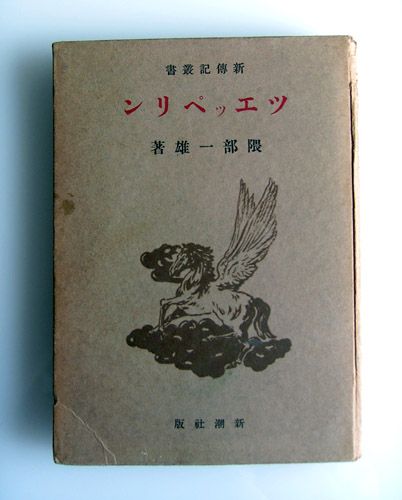 新傳記叢書
ツエッペリン
隈部一雄著
新潮社版